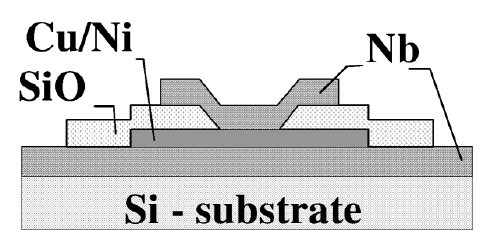 Cu/Ni
Nb
SiO
Si - substrate